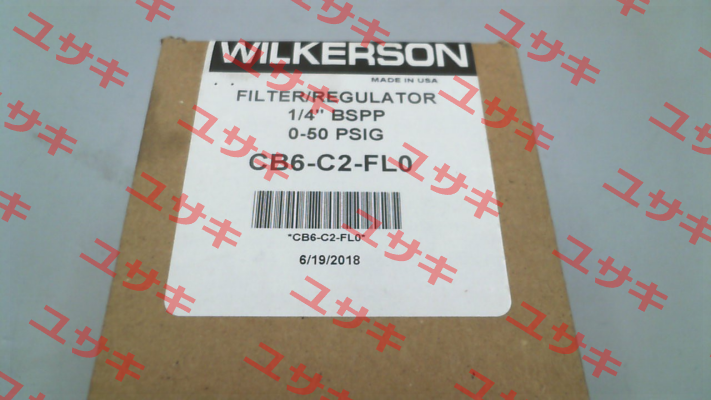 WILKERSON
MADE IN USA
FILTER/REGULATOR
1/4" BSPP
0-50 PSIG
CB6-C2-FL0
"CB6-C2-FL0"
6/19/2018
ユサキ